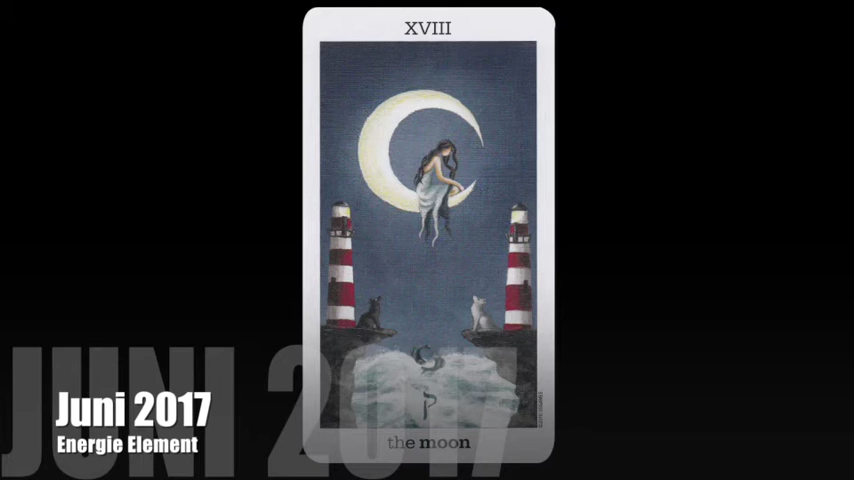 XVIII
ק
the moon
JUNI 2017
Juni 2017
Energie Element